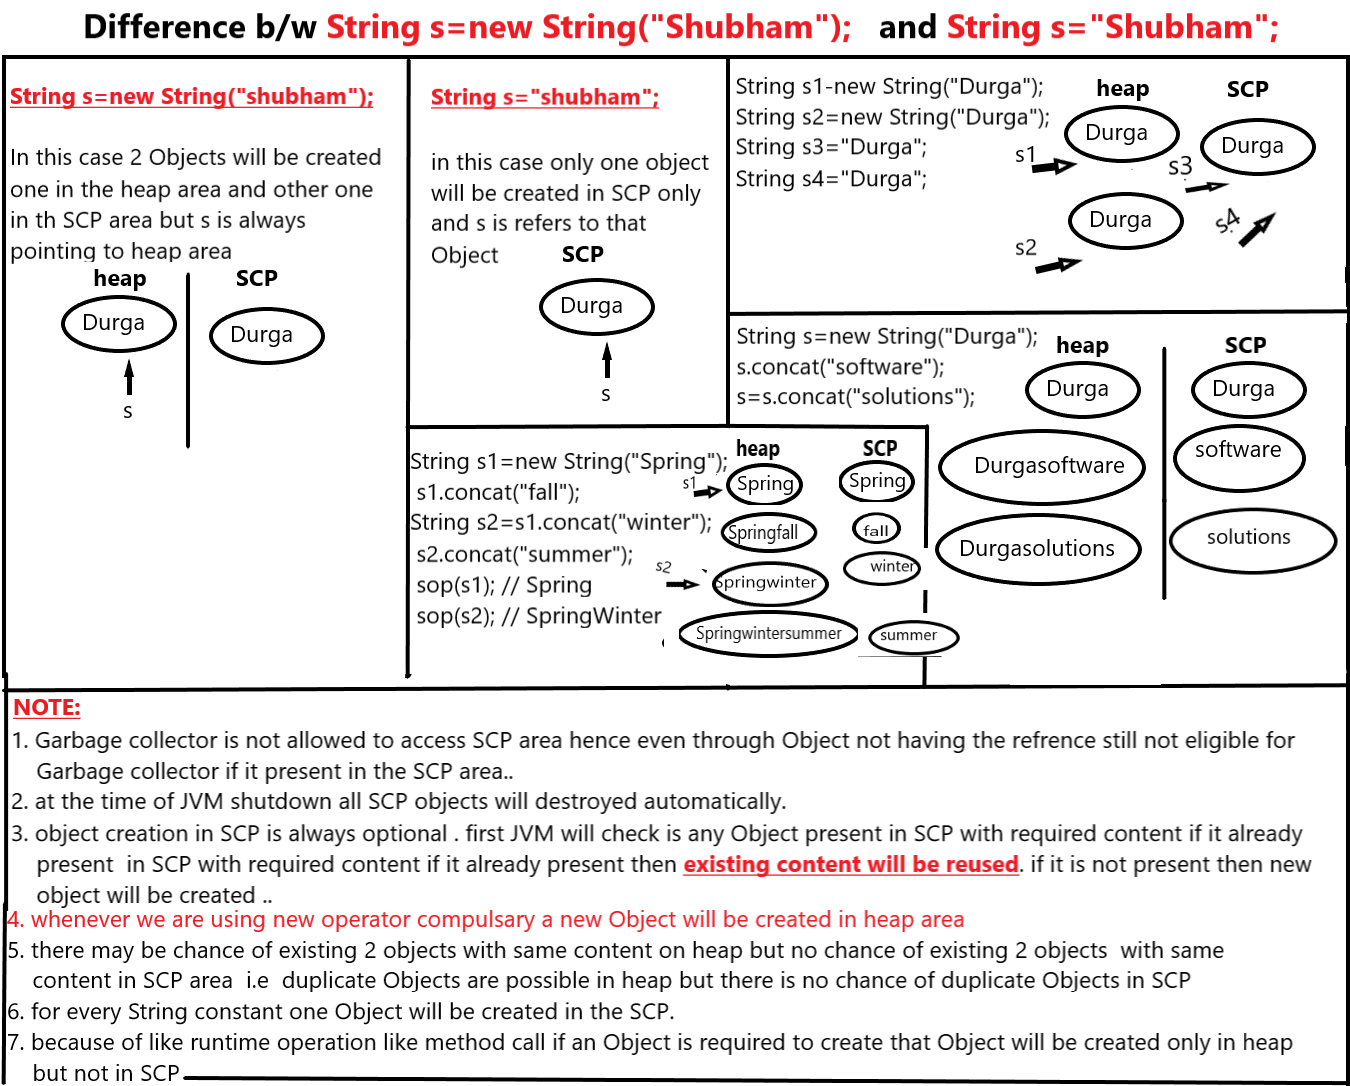 Difference b/w String s=new String("Shubham"); and String s="Shubham";
String s=new String("shubham");
In this case 2 Objects will be created
one in the heap area and other one
in th SCP area but s is always
pointing to heap area
heap SCP
Durga Durga
s
String s="shubham";
in this case only one object
will be created in SCP only
and s is refers to that
Object SCP
Durga
s
String s1-new String("Durga");
String s2=new String("Durga");
String s3="Durga";
String s4="Durga";
heap SCP
Durga Durga
s1 s3
Durga s4
s2
String s=new String("Durga");
s.concat("software");
s=s.concat("solutions");
heap SCP
Durga Durga
Durgasoftware software
Durgasolutions solutions
String s1=new String("Spring");
s1.concat("fall");
String s2=s1.concat("winter");
s2.concat("summer");
sop(s1); // Spring
sop(s2); // SpringWinter
heap SCP
s1 Spring Spring
Springfall fall
s2 Springwinter winter
Springwintersummer summer
NOTE:
1. Garbage collector is not allowed to access SCP area hence even through Object not having the refrence still not eligible for
Garbage collector if it present in the SCP area..
2. at the time of JVM shutdown all SCP objects will destroyed automatically.
3. object creation in SCP is always optional . first JVM will check is any Object present in SCP with required content if it already
present in SCP with required content if it already present then existing content will be reused. if it is not present then new
object will be created ..
4. whenever we are using new operator compulsary a new Object will be created in heap area
5. there may be chance of existing 2 objects with same content on heap but no chance of existing 2 objects with same
content in SCP area i.e duplicate Objects are possible in heap but there is no chance of duplicate Objects in SCP
6. for every String constant one Object will be created in the SCP.
7. because of like runtime operation like method call if an Object is required to create that Object will be created only in heap
but not in SCP